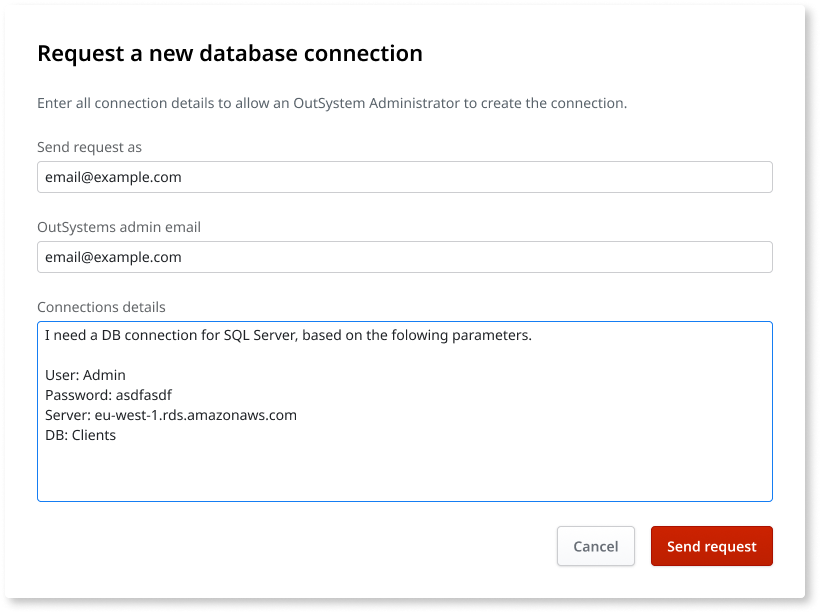 Request a new database connection
Enter all connection details to allow an OutSystem Administrator to create the connection.
Send request as
email@example.com
OutSystems admin email
email@example.com
Connections details
I need a DB connection for SQL Server, based on the folowing parameters.
User: Admin
Password: asdfasdf
Server: eu-west-1.rds.amazonaws.com
DB: Clients
Cancel
Send request